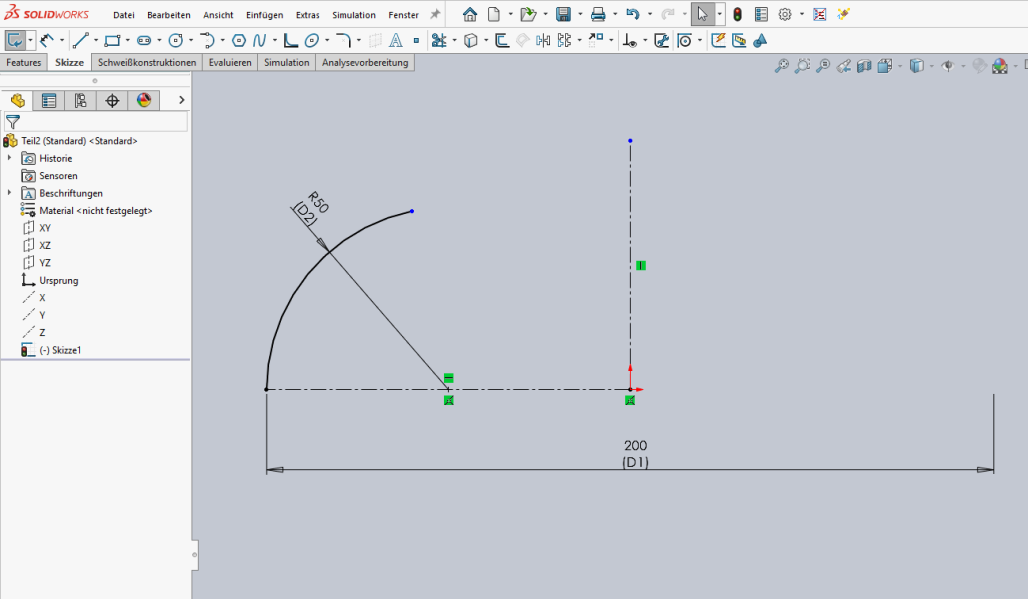 SOLIDWORKS Datei Bearbeiten Ansicht Einfügen Extras Simulation Fenster
Features Skizze Schweißkonstruktionen Evaluieren Simulation Analysevorbereitung
Teil2 (Standard) <Standard>
Historie
Sensoren
Beschriftungen
Material <nicht festgelegt>
XY
XZ
YZ
Ursprung
X
Y
Z
(-) Skizze1
R50
(D2)
200
(D1)